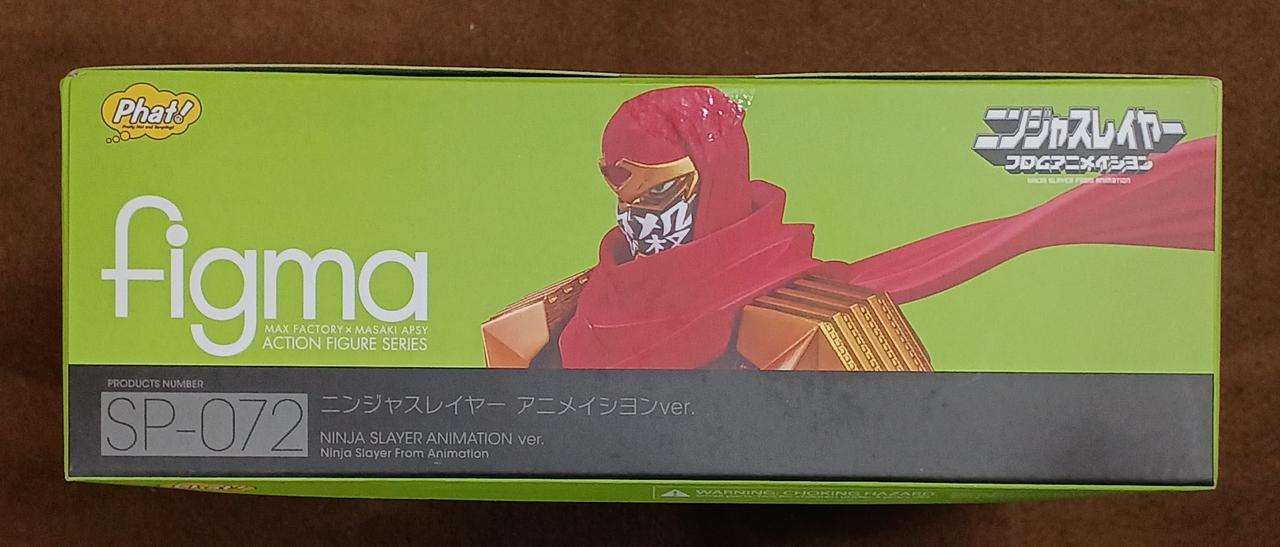 Phat!
ニンジャスレイヤー
フロムアニメイシヨン
NINJA SLAYER FROM ANIMATION
figma
MAX FACTORY × MASAKI APSY
ACTION FIGURE SERIES
PRODUCTS NUMBER
SP-072
ニンジャスレイヤー アニメイシヨンver.
NINJA SLAYER ANIMATION ver.
Ninja Slayer From Animation
WARNING: CHOKING HAZARD